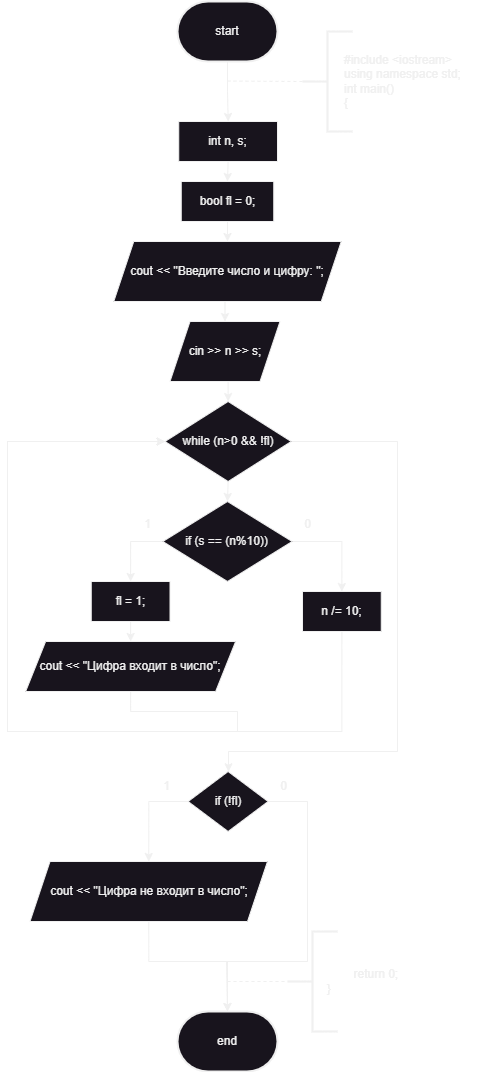 start
#include <iostream>
using namespace std;
int main()
{
int n, s;
bool fl = 0;
cout << "Введите число и цифру: ";
cin >> n >> s;
while (n>0 && !fl)
1
0
if (s == (n%10))
fl = 1;
n /= 10;
cout << "Цифра входит в число";
1
0
if (!fl)
cout << "Цифра не входит в число";
return 0;
}
end